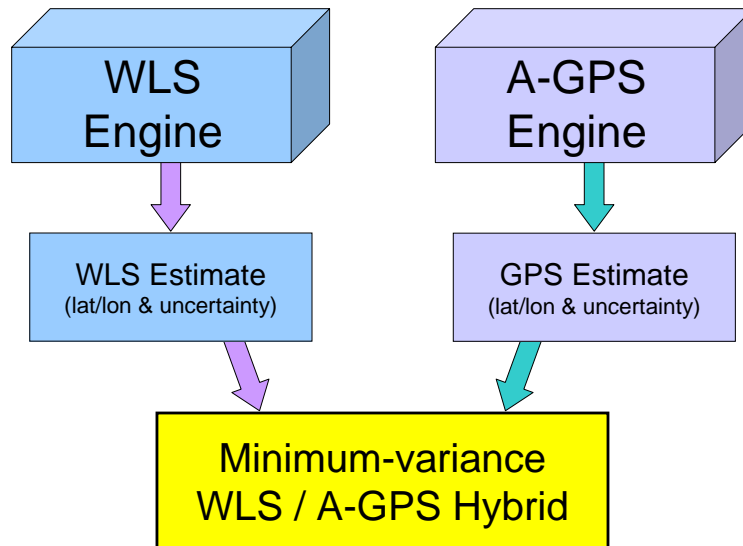 WLS
Engine
A-GPS
Engine
WLS Estimate
(lat/lon & uncertainty)
GPS Estimate
(lat/lon & uncertainty)
Minimum-variance
WLS / A-GPS Hybrid